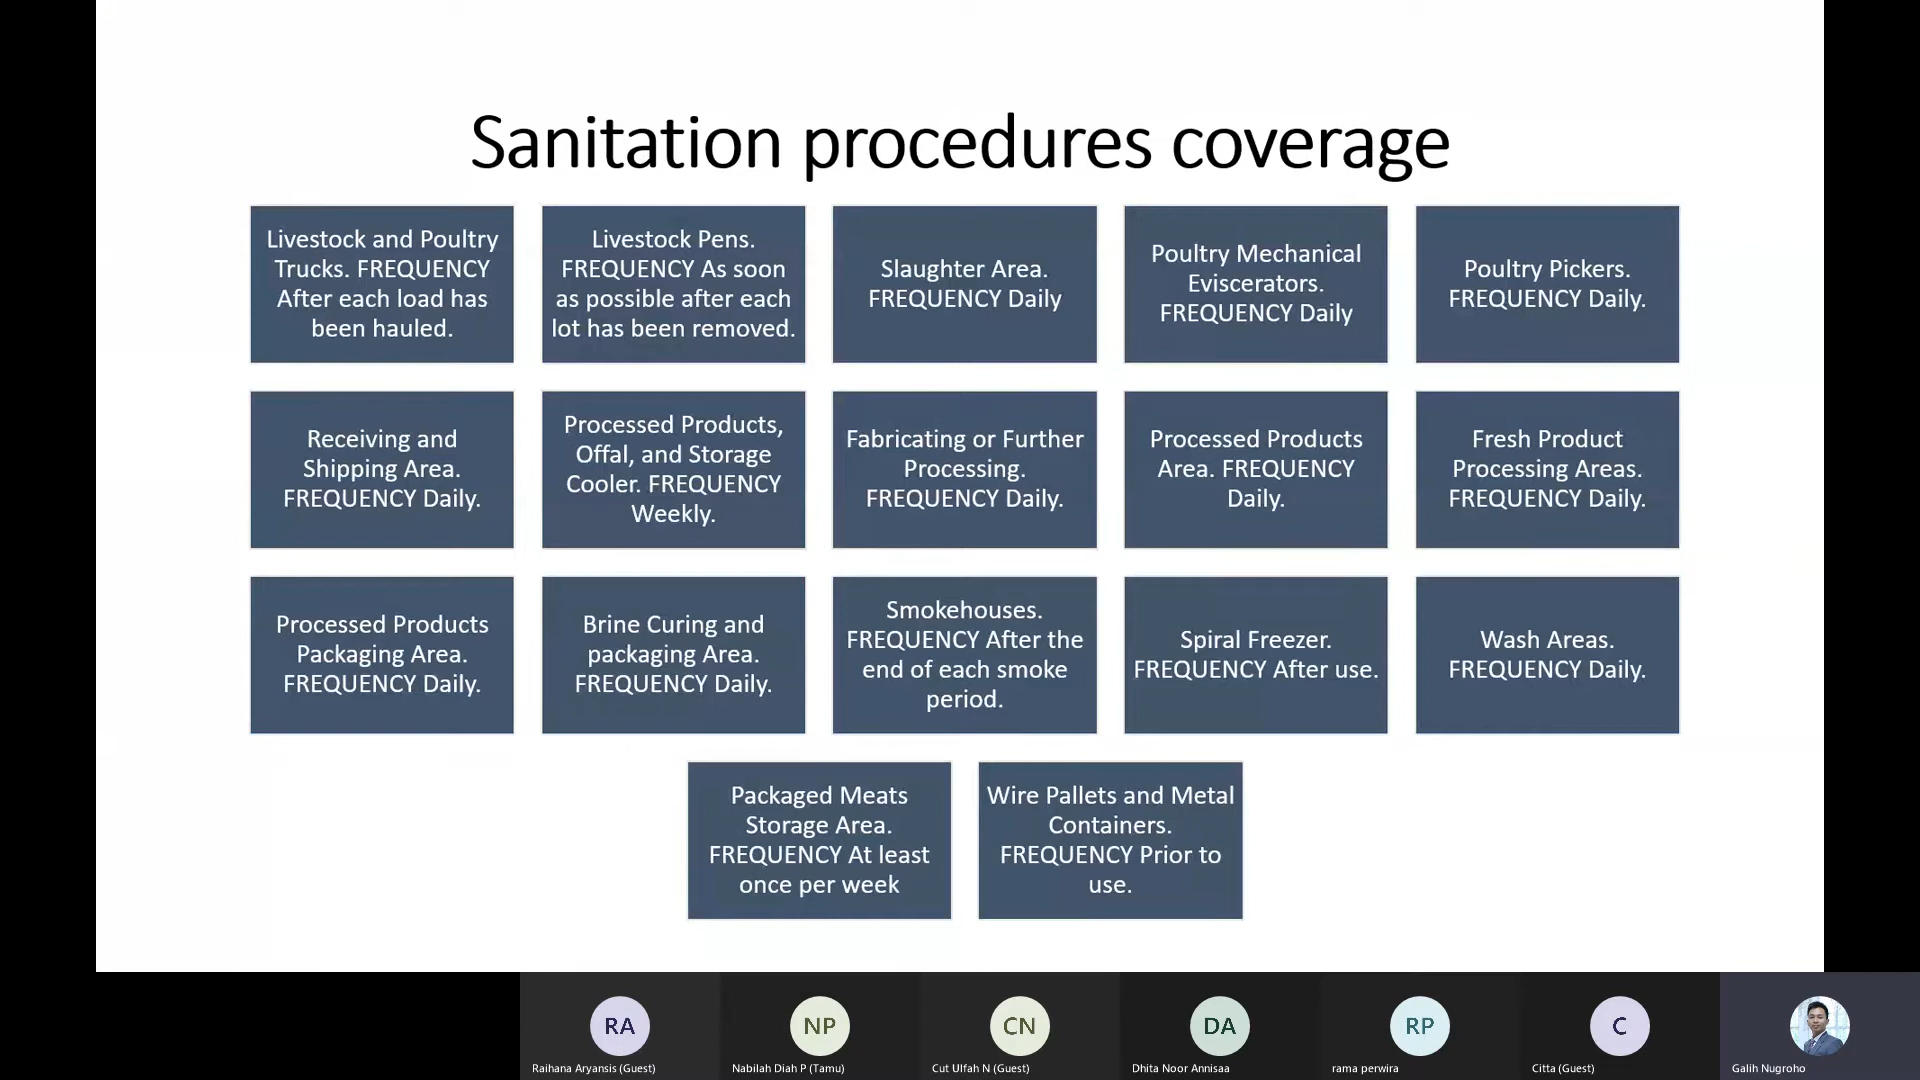 Sanitation procedures coverage
Livestock and Poultry
Trucks. FREQUENCY
After each load has
been hauled.
Livestock Pens.
FREQUENCY As soon
as possible after each
lot has been removed.
Slaughter Area.
FREQUENCY Daily
Poultry Mechanical
Eviscerators.
FREQUENCY Daily
Poultry Pickers.
FREQUENCY Daily.
Receiving and
Shipping Area.
FREQUENCY Daily.
Processed Products,
Offal, and Storage
Cooler. FREQUENCY
Weekly.
Fabricating or Further
Processing.
FREQUENCY Daily.
Processed Products
Area. FREQUENCY
Daily.
Fresh Product
Processing Areas.
FREQUENCY Daily.
Processed Products
Packaging Area.
FREQUENCY Daily.
Brine Curing and
packaging Area.
FREQUENCY Daily.
Smokehouses.
FREQUENCY After the
end of each smoke
period.
Spiral Freezer.
FREQUENCY After use.
Wash Areas.
FREQUENCY Daily.
Packaged Meats
Storage Area.
FREQUENCY At least
once per week
Wire Pallets and Metal
Containers.
FREQUENCY Prior to
use.
RA
Raihana Aryansis (Guest)
NP
Nabilah Diah P (Tamu)
CN
Cut Ulfah N (Guest)
DA
Dhita Noor Annisaa
RP
rama perwira
C
Citta (Guest)
Galih Nugroho